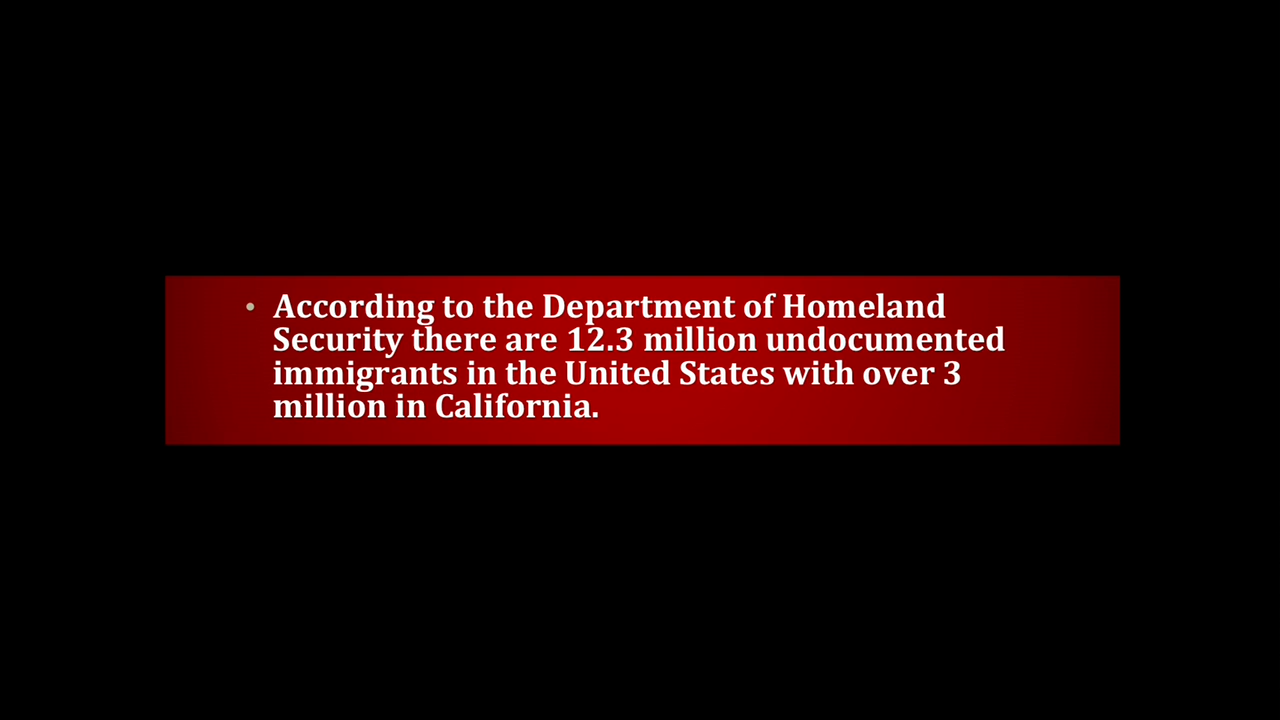 • According to the Department of Homeland
Security there are 12.3 million undocumented
immigrants in the United States with over 3
million in California.